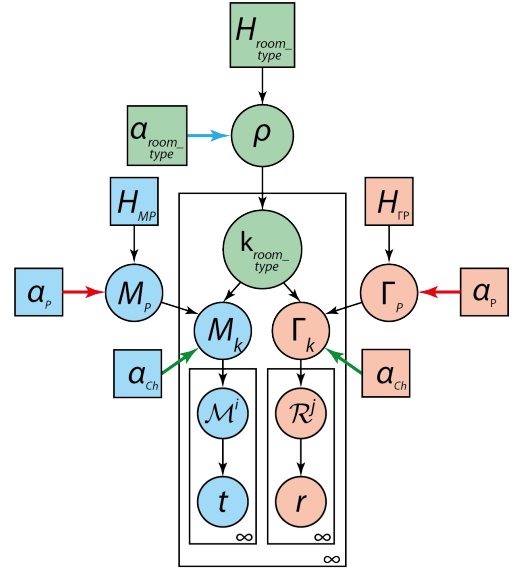 H room_
type
α room_
type
ρ
H MP
H ΓP
k room_
type
α P
M P
Γ P
α P
M k
Γ k
α Ch
α Ch
ℳ i
ℛ j
t
r
∞
∞
∞